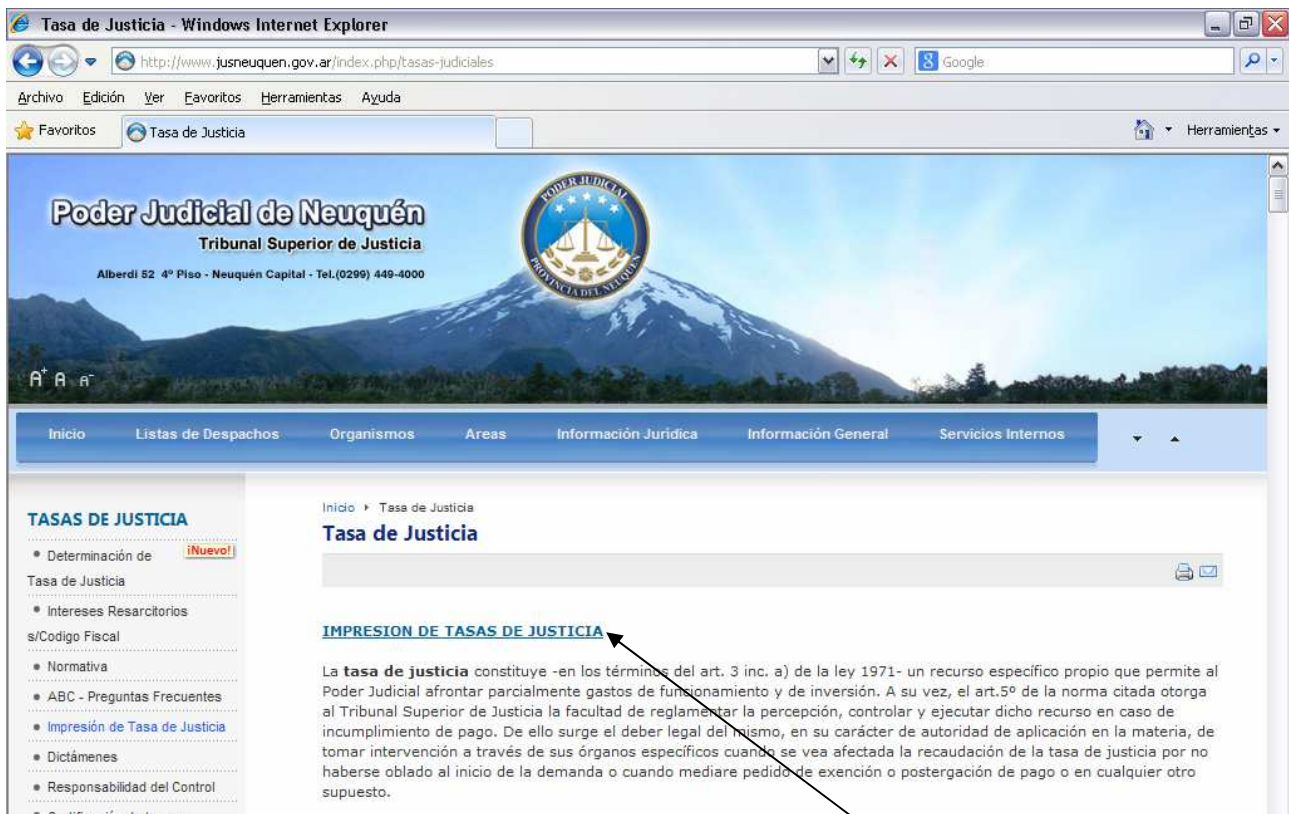 Tasa de Justicia - Windows Internet Explorer
http://www.jusneuquen.gov.ar/index.php/tasas-judiciales
Google
Archivo Edición Ver Favoritos Herramientas Ayuda
Favoritos
Tasa de Justicia
Herramientas
Poder Judicial de Neuquén
Tribunal Superior de Justicia
Alberdi 52 4º Piso - Neuquén Capital - Tel.(0299) 449-4000
PODER JUDICIAL
PROVINCIA DEL NEUQUEN
A+ A A-
Inicio Listas de Despachos Organismos Areas Información Jurídica Información General Servicios Internos
TASAS DE JUSTICIA
Determinación de
¡Nuevo!
Tasa de Justicia
Intereses Resarcitorios
s/Codigo Fiscal
Normativa
ABC - Preguntas Frecuentes
Impresión de Tasa de Justicia
Dictámenes
Responsabilidad del Control
Inicio Tasa de Justicia
Tasa de Justicia
IMPRESION DE TASAS DE JUSTICIA
La tasa de justicia constituye -en los términos del art. 3 inc. a) de la ley 1971- un recurso específico propio que permite al
Poder Judicial afrontar parcialmente gastos de funcionamiento y de inversión. A su vez, el art.5º de la norma citada otorga
al Tribunal Superior de Justicia la facultad de reglamentar la percepción, controlar y ejecutar dicho recurso en caso de
incumplimiento de pago. De ello surge el deber legal del mismo, en su carácter de autoridad de aplicación en la materia, de
tomar intervención a través de sus órganos específicos cuando se vea afectada la recaudación de la tasa de justicia por no
haberse oblado al inicio de la demanda o cuando mediare pedido de exención o postergación de pago o en cualquier otro
supuesto.